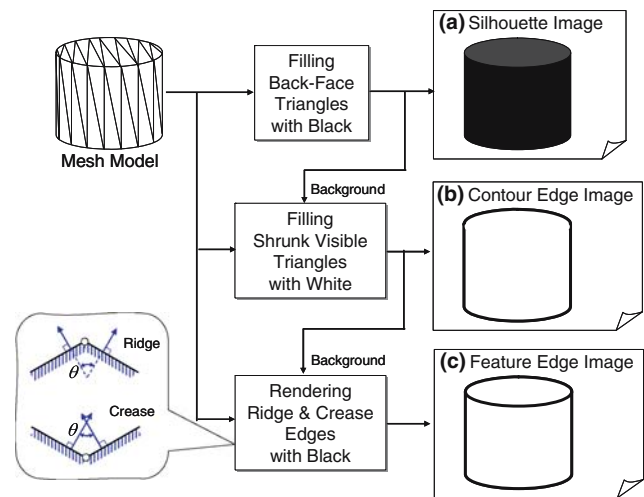 Mesh Model
Filling
Back-Face
Triangles
with Black
(a) Silhouette Image
Background
Filling
Shrunk Visible
Triangles
with White
(b) Contour Edge Image
Background
Rendering
Ridge & Crease
Edges
with Black
(c) Feature Edge Image
Ridge
θ
Crease
θ